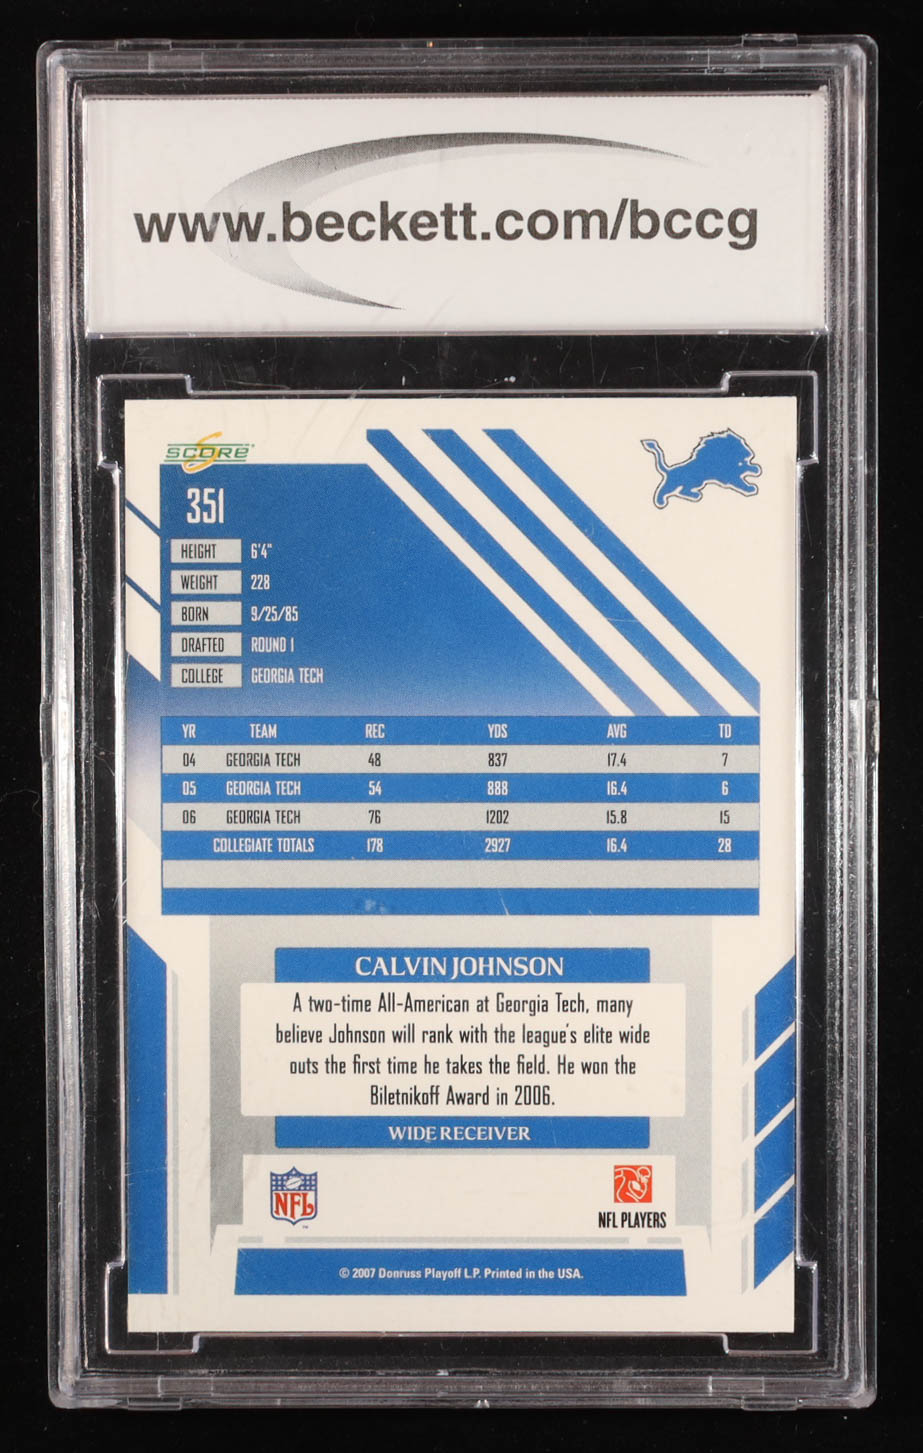 www.beckett.com/bccg
SCORE
351
HEIGHT 6'4"
WEIGHT 228
BORN 9/25/85
DRAFTED ROUND 1
COLLEGE GEORGIA TECH
YR TEAM REC YDS AVG TD
04 GEORGIA TECH 48 837 17.4 7
05 GEORGIA TECH 54 888 16.4 6
06 GEORGIA TECH 76 1202 15.8 15
COLLEGIATE TOTALS 178 2927 16.4 28
CALVIN JOHNSON
A two-time All-American at Georgia Tech, many
believe Johnson will rank with the league's elite wide
outs the first time he takes the field. He won the
Biletnikoff Award in 2006.
WIDE RECEIVER
NFL
NFL PLAYERS
© 2007 Donruss Playoff L.P. Printed in the USA.